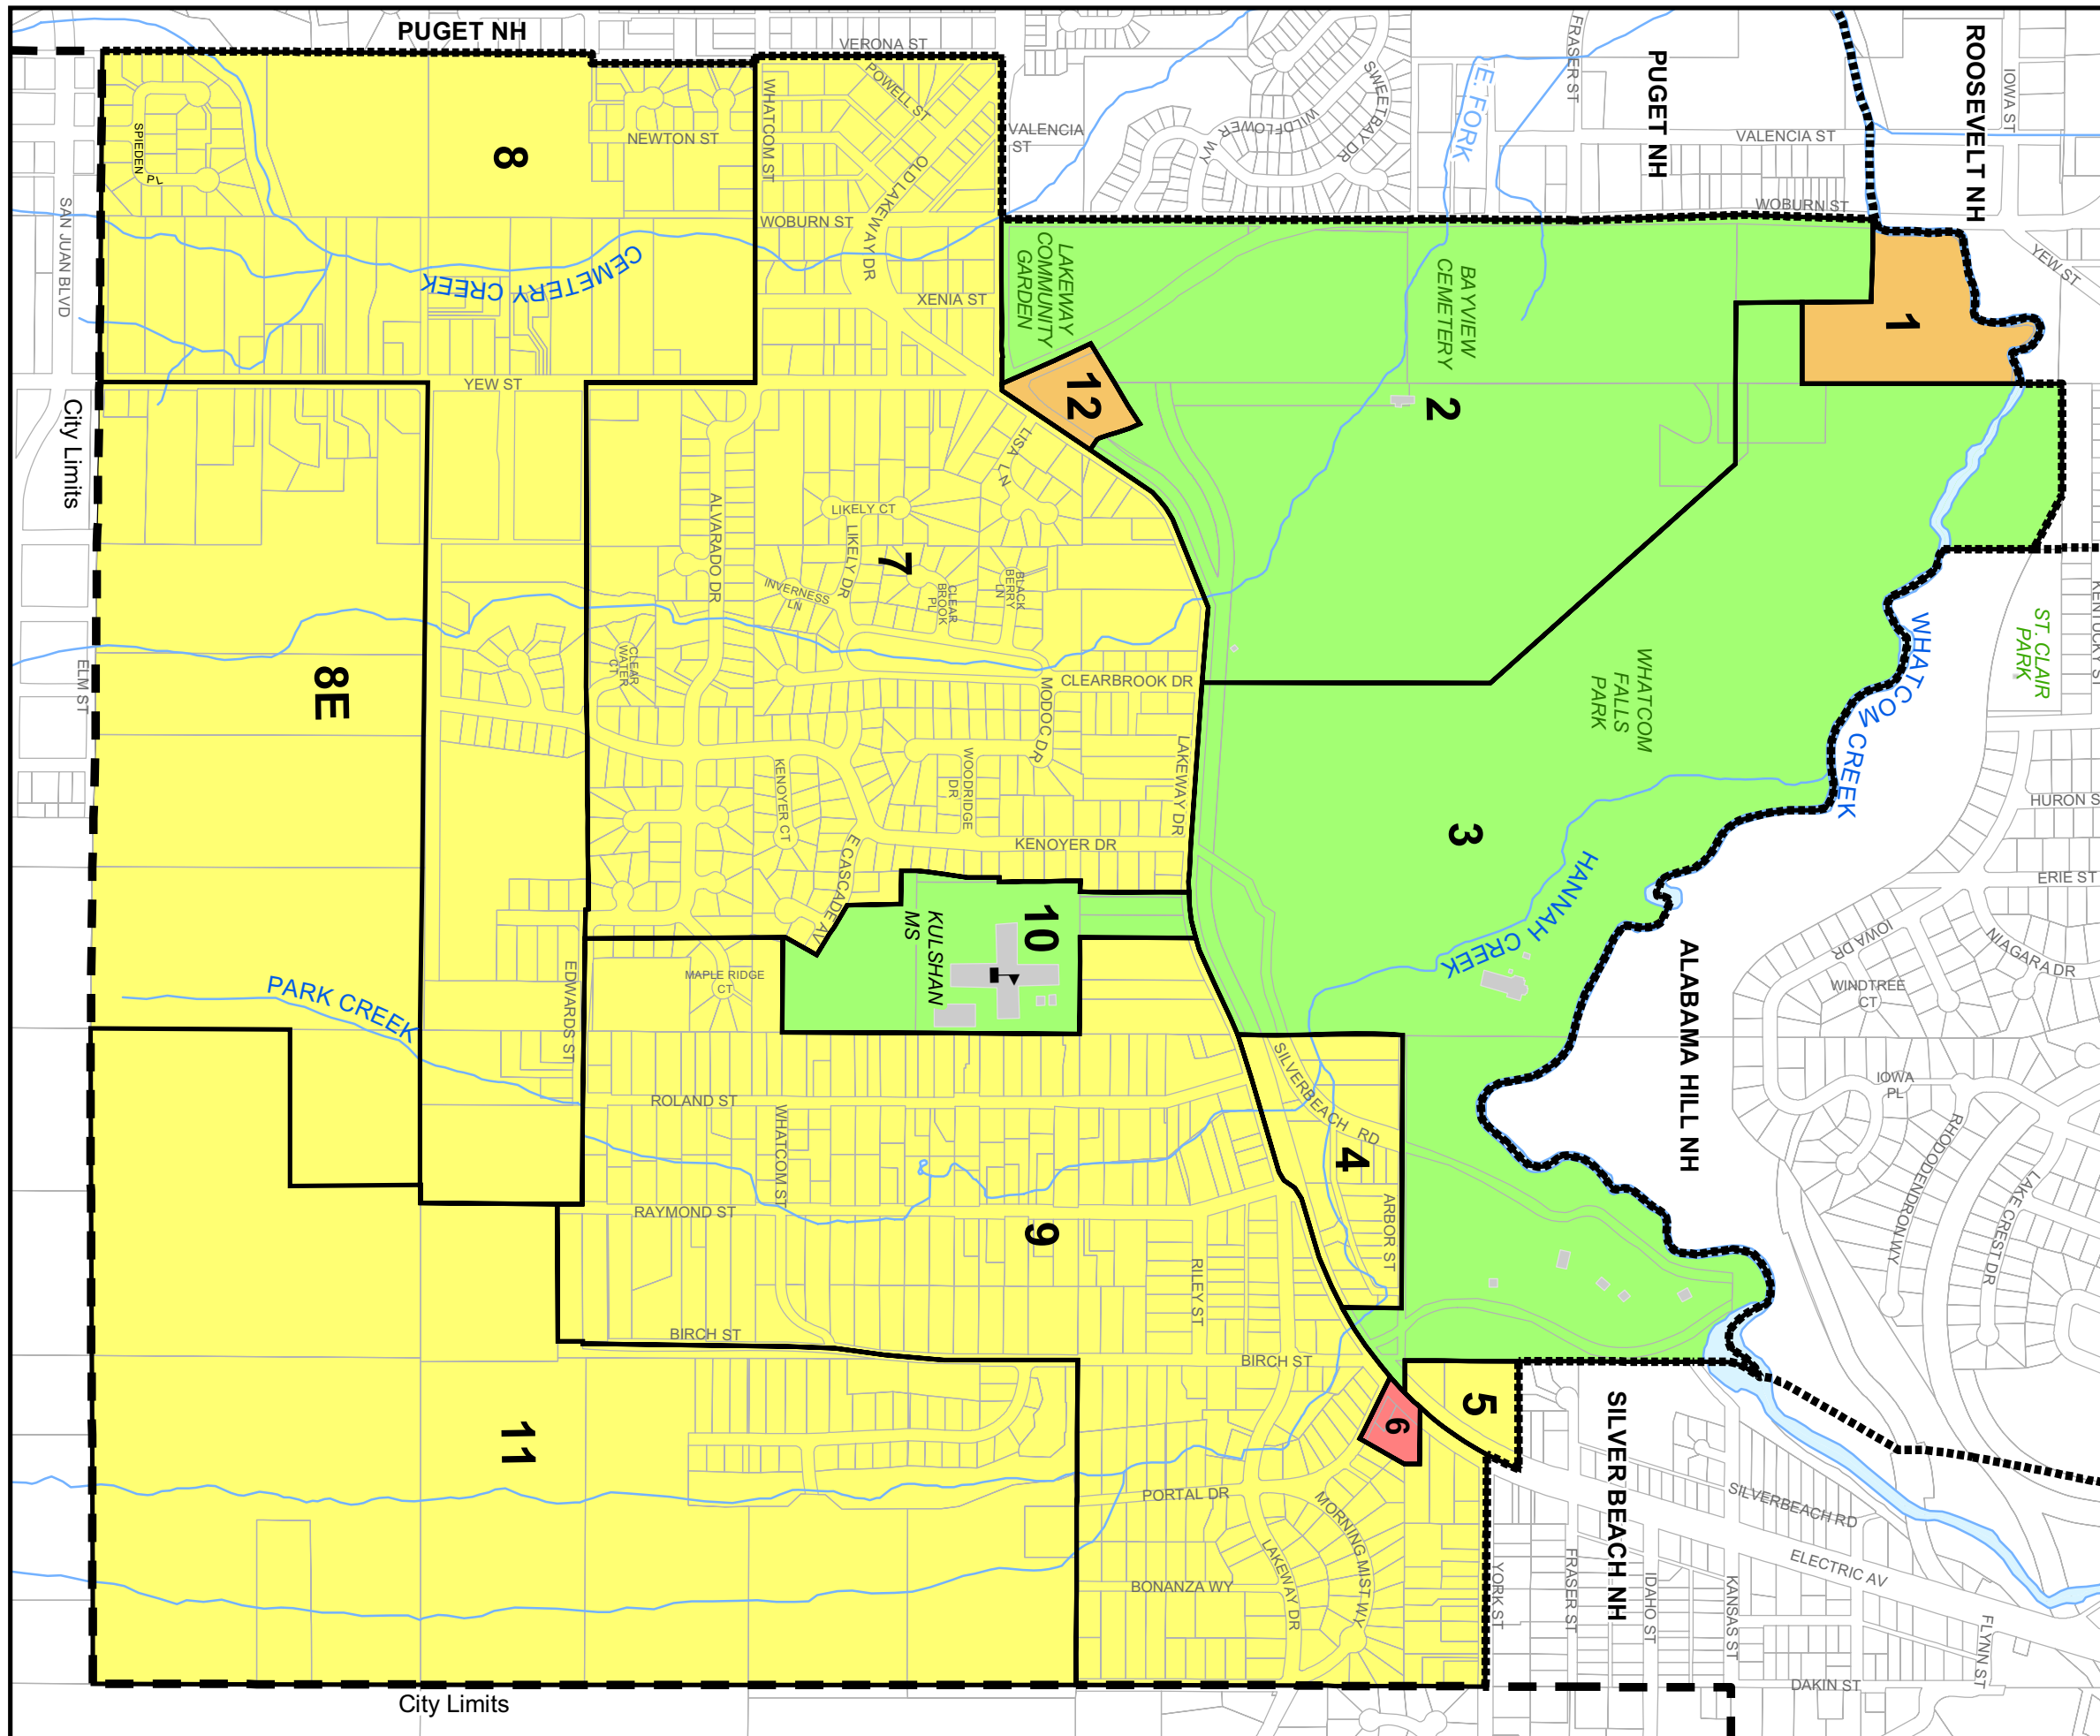 PUGET NH
VERONA ST
WHATCOM ST
POWELL ST
NEWTON ST
OLD LAKEWAY DR
WOBURN ST
XENIA ST
SPIEDEN
PL
8
SAN JUAN BLVD
CEMETERY CREEK
YEW ST
City Limits
VALENCIA
ST
WILDFLOWER
WY
SWEETBAY DR
E. FORK
FRASER ST
PUGET NH
VALENCIA ST
WOBURN ST
ROOSEVELT NH
IOWA ST
YEW ST
LAKEWAY
COMMUNITY
GARDEN
BAYVIEW
CEMETERY
1
12
2
LISA
LN
ALVARADO DR
LIKELY CT
LIKELY DR
7
INVERNESS
LN
CLEAR
BROOK
PL
BLACK
BERRY
LN
CLEAR
WATER
CT
CLEARBROOK DR
MODOC DR
LAKEWAY DR
WOODRIDGE
DR
KENOYER CT
KENOYER DR
E CASCADE AV
8E
ELM ST
WHATCOM
FALLS
PARK
WHATCOM CREEK
ST. CLAIR
PARK
KENTUCKY ST
HURON S
ERIE ST
3
HANNAH CREEK
IOWA DR
NIAGARA DR
WINDTREE
CT
ALABAMA HILL NH
IOWA
PL
RHODODENDRON WY
LAKE CREST DR
10
KULSHAN
MS
MAPLE RIDGE
CT
EDWARDS ST
PARK CREEK
ROLAND ST
WHATCOM ST
RAYMOND ST
9
SILVERBEACH RD
4
ARBOR ST
RILEY ST
BIRCH ST
BIRCH ST
5
6
11
SILVER BEACH NH
PORTAL DR
MORNING MIST WY
LAKEWAY DR
BONANZA WY
YORK ST
FRASER ST
IDAHO ST
KANSAS ST
SILVERBEACH RD
ELECTRIC AV
FLYNN ST
DAKIN ST
City Limits